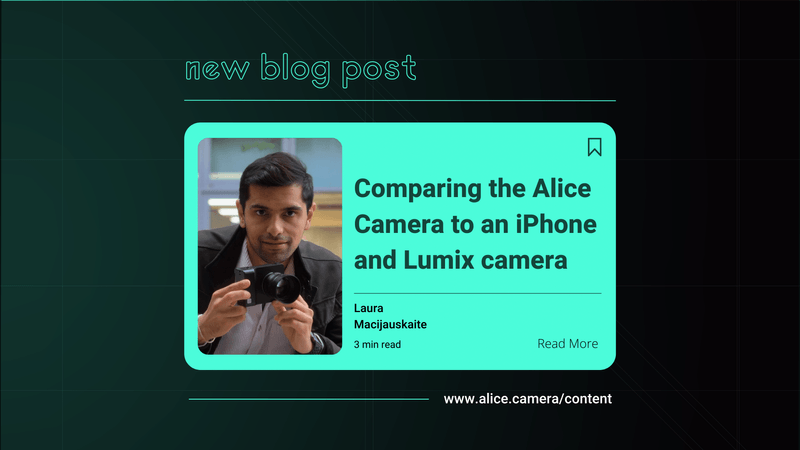 new blog post
Comparing the Alice
Camera to an iPhone
and Lumix camera
Laura
Macijauskaite
3 min read
Read More
www.alice.camera/content